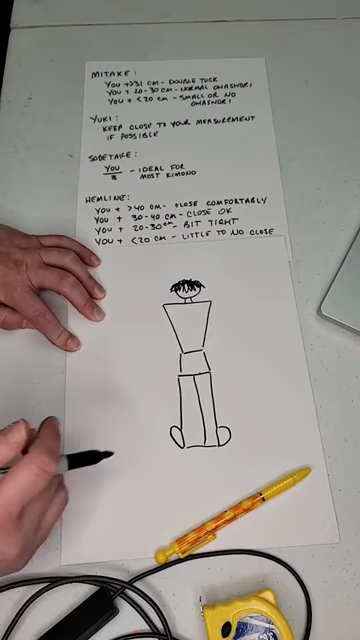 MITAKE:
YOU + >31 CM - DOUBLE TUCK
YOU + 20-30 CM - NORMAL OHASHORI
YOU + <20 CM - SMALL OR NO
OHASHORI
YUKI:
KEEP CLOSE TO YOUR MEASUREMENT
IF POSSIBLE
SODETAKE:
YOU - IDEAL FOR
3 MOST KIMONO
HEMLINE:
YOU + >40 CM - CLOSE COMFORTABLY
YOU + 30-40 CM - CLOSE OK
YOU + 20-30 CM - BIT TIGHT
YOU + <20 CM - LITTLE TO NO CLOSE